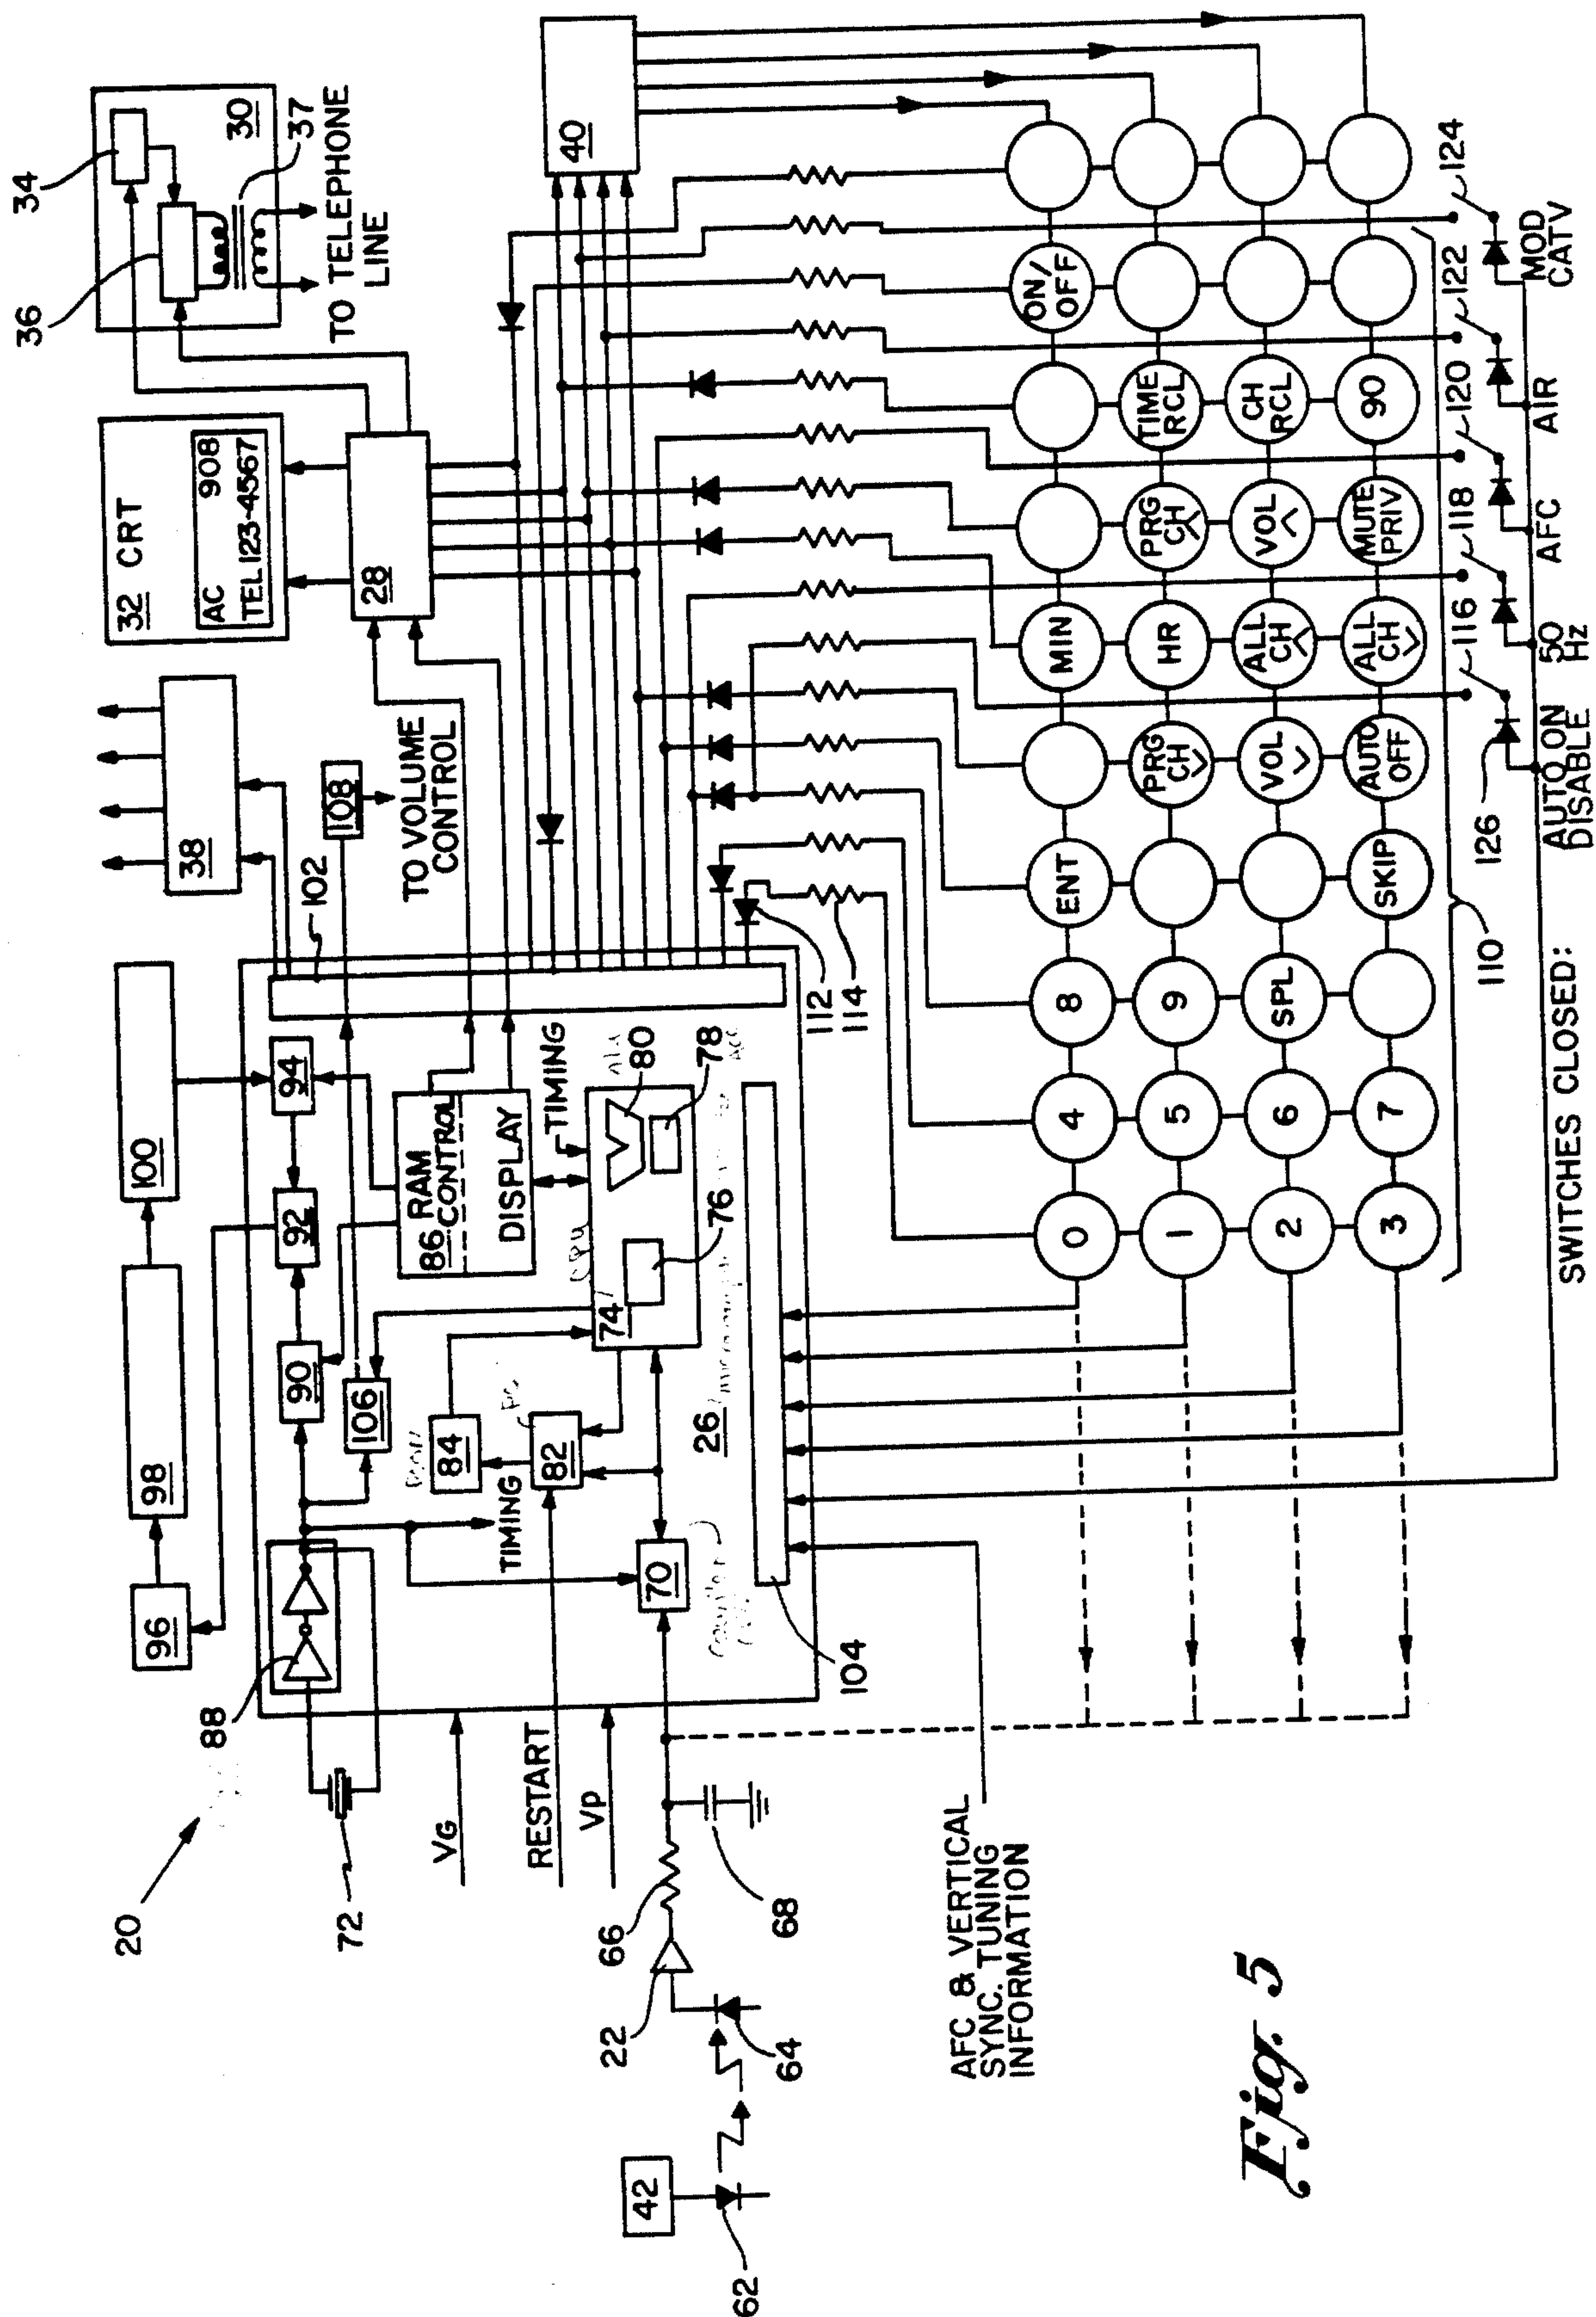 34
36
30
37
TO TELEPHONE
LINE
32 CRT
AC 908
TEL 123-4567
28
40
38
102
108
TO VOLUME
CONTROL
100
98
96
94
92
90
88
106
86 RAM
CONTROL
DISPLAY
TIMING
80
78
76
74
84
82
TIMING
70
26
104
20
72
VG
RESTART
VP
66
68
22
64
42
62
AFC & VERTICAL
SYNC. TUNING
INFORMATION
112
114
0 4 8 ENT MIN ON/OFF
1 5 9 PRG CH > HR PRG CH < TIME RCL
2 6 SPL VOL > ALL CH < VOL < CH RCL
3 7 SKIP AUTO OFF ALL CH > MUTE PRIV 90
110
126
116
118
120
122
124
SWITCHES CLOSED:
AUTO ON
DISABLE
50
Hz
AFC
AIR
MOD
CATV
Fig. 5